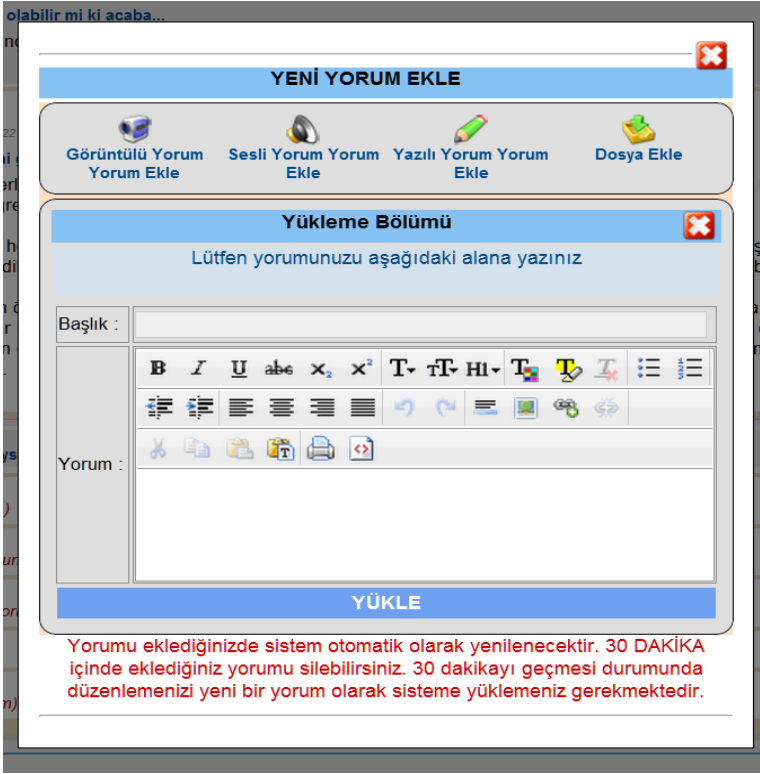 olabilir mi ki acaba...
YENİ YORUM EKLE
Görüntülü Yorum Yorum Ekle
Sesli Yorum Yorum Ekle
Yazılı Yorum Yorum Ekle
Dosya Ekle
Yükleme Bölümü
Lütfen yorumunuzu aşağıdaki alana yazınız
Başlık :
Yorum :
YÜKLE
Yorumu eklediğinizde sistem otomatik olarak yenilenecektir. 30 DAKİKA
içinde eklediğiniz yorumu silebilirsiniz. 30 dakikayı geçmesi durumunda
düzenlemenizi yeni bir yorum olarak sisteme yüklemeniz gerekmektedir.